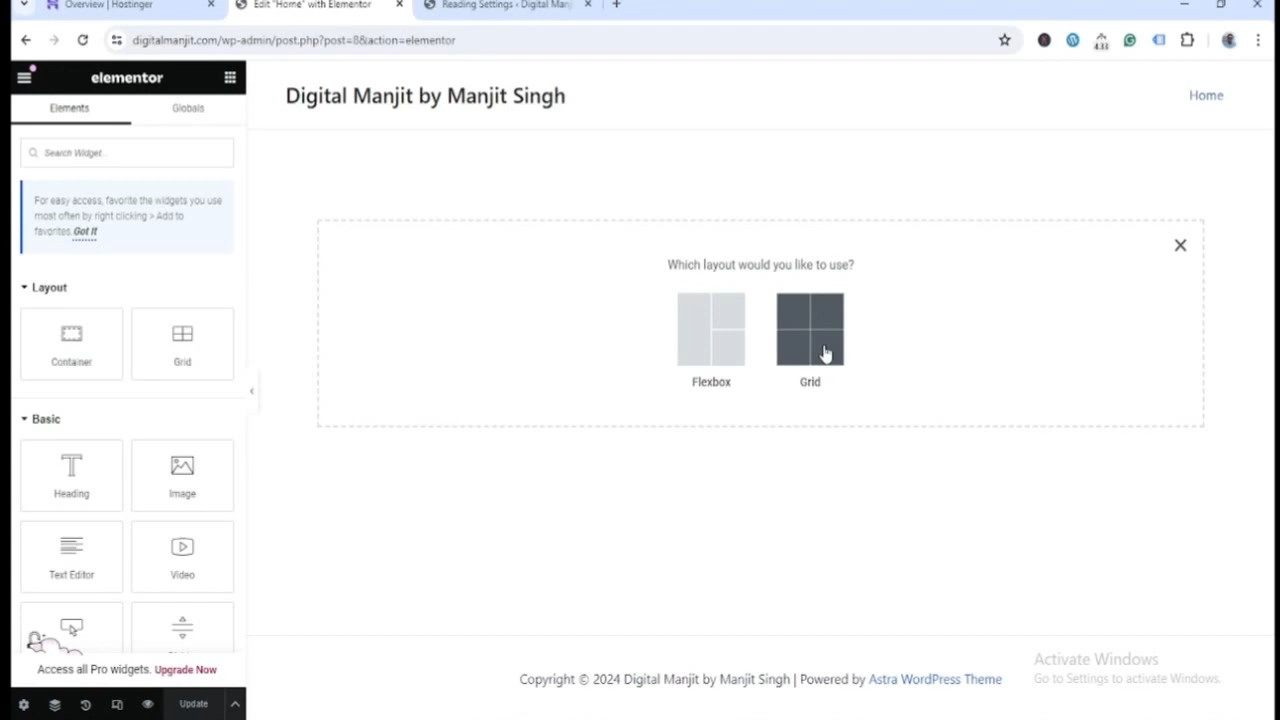 Overview | Hostinger
Edit "Home" with Elementor
Reading Settings ‹ Digital Manj
digitalmanjit.com/wp-admin/post.php?post=8&action=elementor
4.33
elementor
Elements
Globals
Digital Manjit by Manjit Singh
Home
Search Widget...
For easy access, favorite the widgets you use
most often by right clicking > Add to
favorites. Got It
Which layout would you like to use?
Layout
Container
Grid
Flexbox
Grid
Basic
Heading
Image
Text Editor
Video
Access all Pro widgets. Upgrade Now
Copyright © 2024 Digital Manjit by Manjit Singh | Powered by Astra WordPress Theme
Activate Windows
Go to Settings to activate Windows.
Update